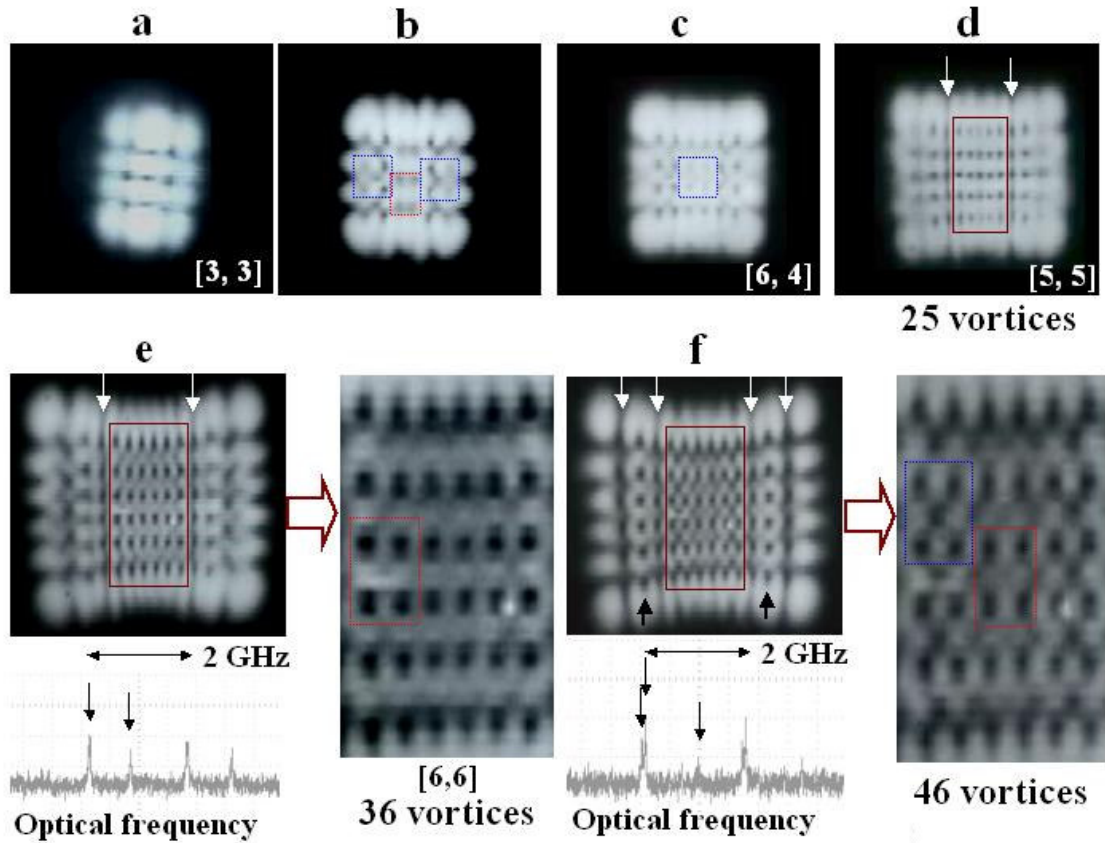 a
b
c
d
[3, 3]
[6, 4]
[5, 5]
25 vortices
e
f
2 GHz
2 GHz
[6,6]
36 vortices
46 vortices
Optical frequency
Optical frequency